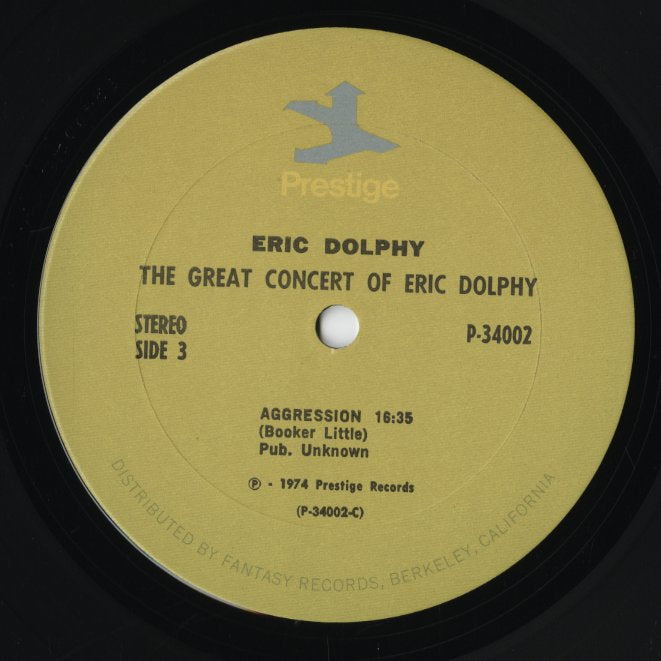 Prestige
ERIC DOLPHY
THE GREAT CONCERT OF ERIC DOLPHY
STEREO
SIDE 3
P-34002
AGGRESSION 16:35
(Booker Little)
Pub. Unknown
℗ - 1974 Prestige Records
(P-34002-C)
DISTRIBUTED BY FANTASY RECORDS, BERKELEY, CALIFORNIA